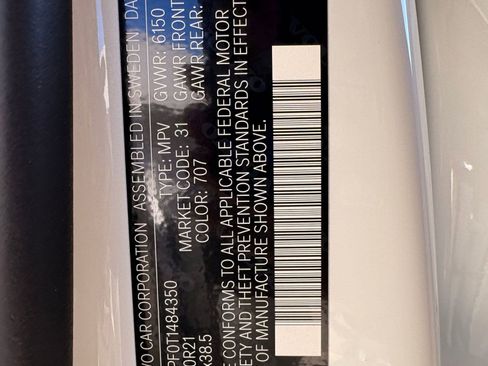 VO CAR CORPORATION ASSEMBLED IN SWEDEN DA
TYPE: MPV GVWR: 6150
PF0T1484350 MARKET CODE: 31 GAWR FRONT
0R21 COLOR: 707 GAWR REAR:
x38.5
E CONFORMS TO ALL APPLICABLE FEDERAL MOTOR
ETY AND THEFT PREVENTION STANDARDS IN EFFECT
OF MANUFACTURE SHOWN ABOVE.